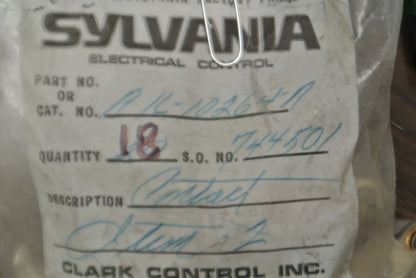 SYLVANIA
ELECTRICAL CONTROL
PART NO.
OR
CAT. NO. A K-10264A
QUANTITY 18 S.O. NO. 744501
DESCRIPTION Contact
Item - 2
CLARK CONTROL INC.